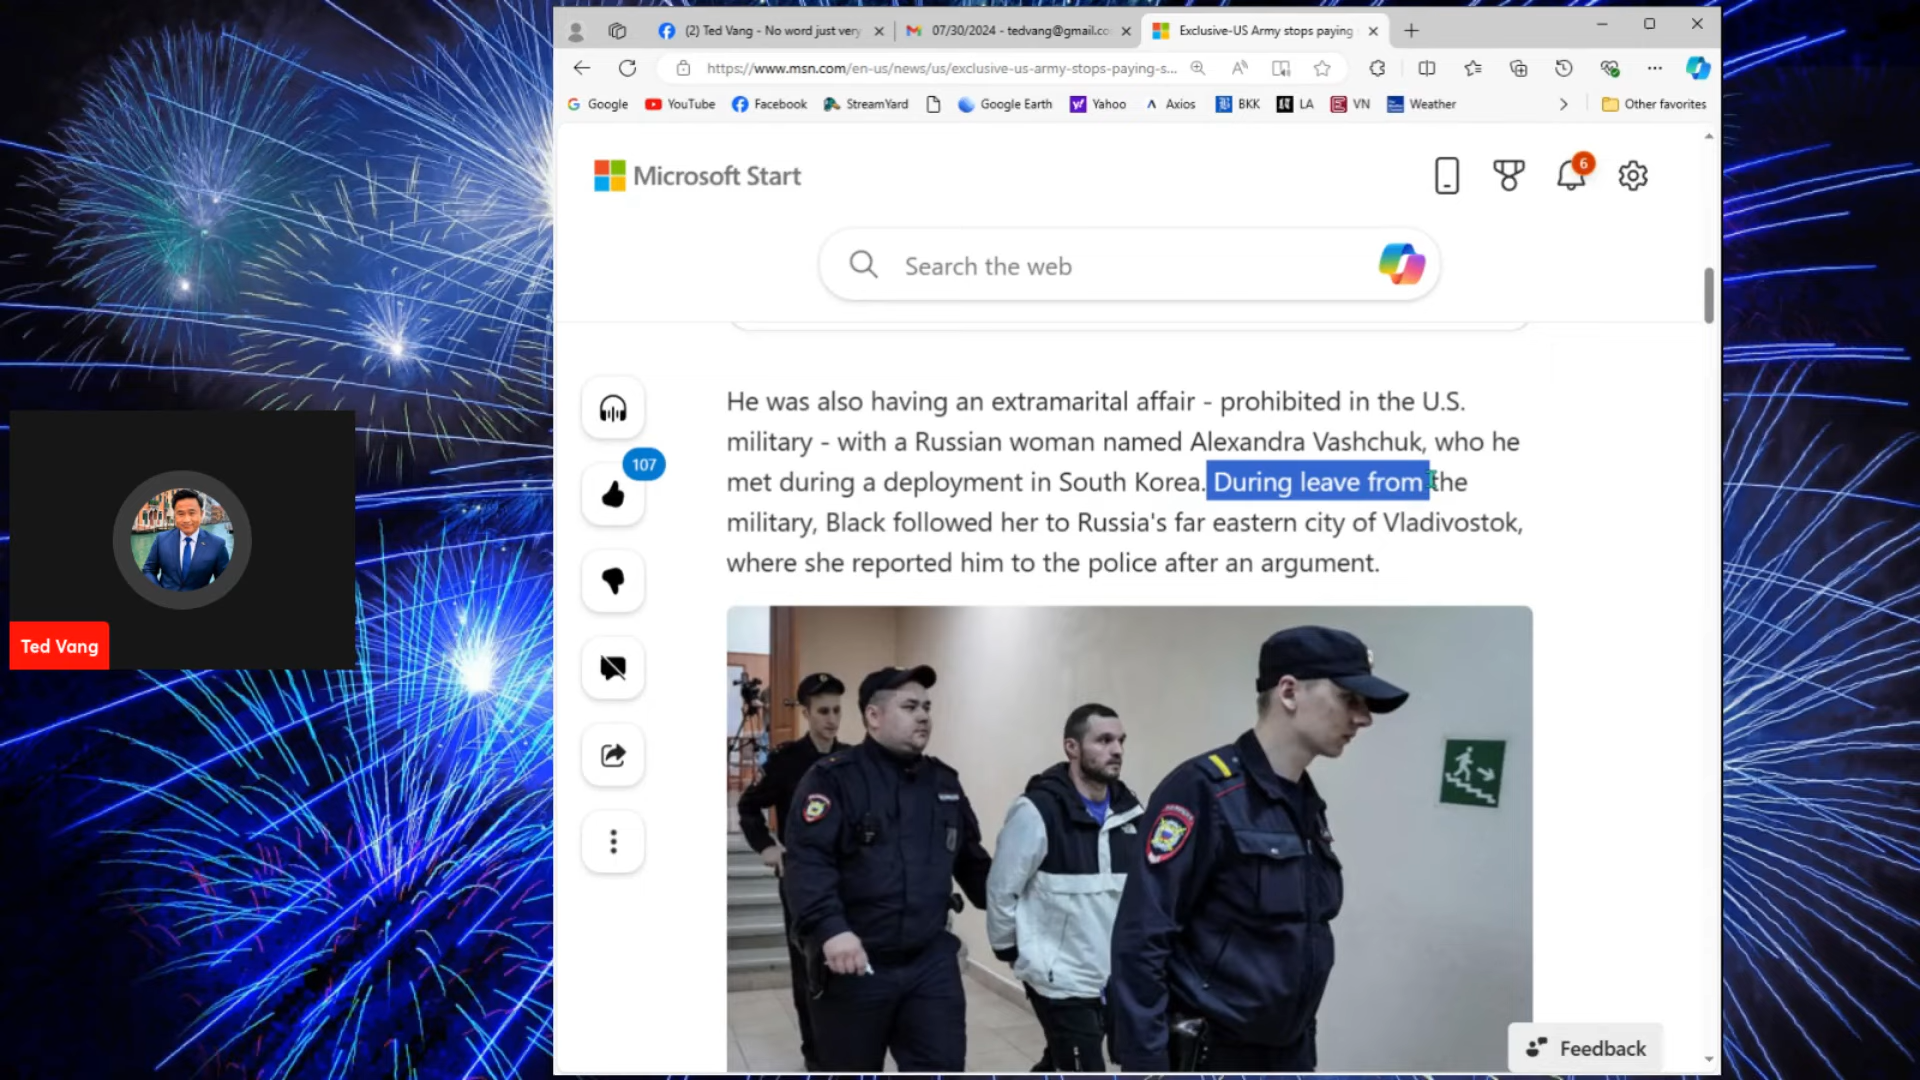 (2) Ted Vang - No word just very
07/30/2024 - tedvang@gmail.co
Exclusive-US Army stops paying
https://www.msn.com/en-us/news/us/exclusive-us-army-stops-paying-s...
Google
YouTube
Facebook
StreamYard
Google Earth
Yahoo
Axios
BKK
LA
VN
Weather
Other favorites
Microsoft Start
6
Search the web
107
He was also having an extramarital affair - prohibited in the U.S.
military - with a Russian woman named Alexandra Vashchuk, who he
met during a deployment in South Korea. During leave from the
military, Black followed her to Russia's far eastern city of Vladivostok,
where she reported him to the police after an argument.
Ted Vang
Feedback